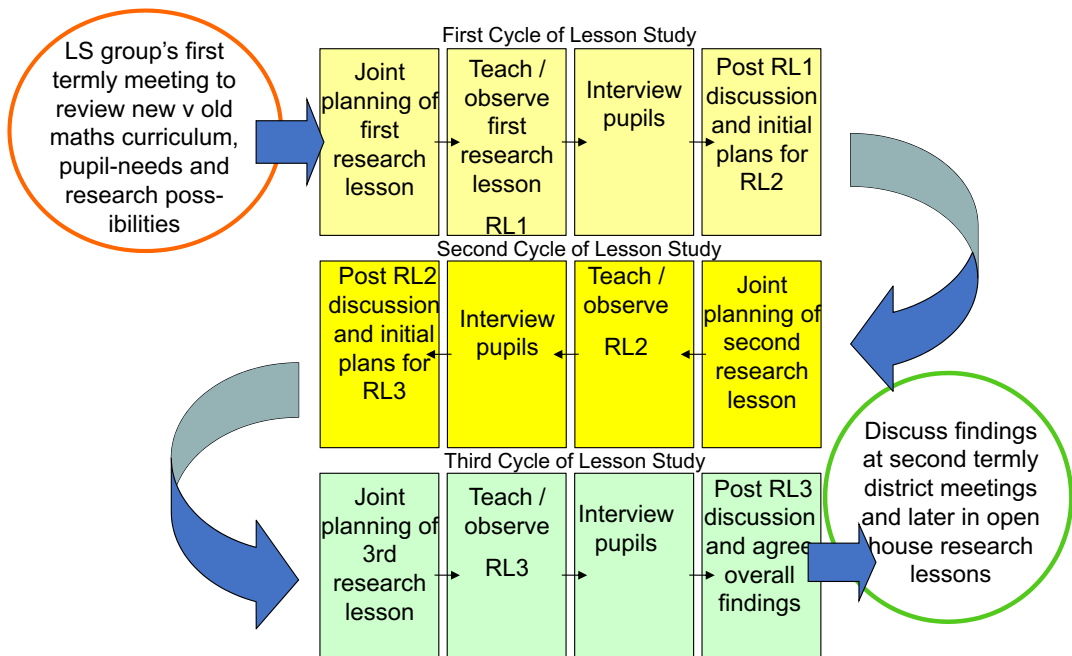 LS group’s first
termly meeting to
review new v old
maths curriculum,
pupil-needs and
research poss-
ibilities
First Cycle of Lesson Study
Joint
planning of
first
research
lesson
Teach /
observe
first
research
lesson
RL1
Interview
pupils
Post RL1
discussion
and initial
plans for
RL2
Second Cycle of Lesson Study
Post RL2
discussion
and initial
plans for
RL3
Interview
pupils
Teach /
observe
RL2
Joint
planning of
second
research
lesson
Third Cycle of Lesson Study
Joint
planning of
3rd
research
lesson
Teach /
observe
RL3
Interview
pupils
Post RL3
discussion
and agree
overall
findings
Discuss findings
at second termly
district meetings
and later in open
house research
lessons